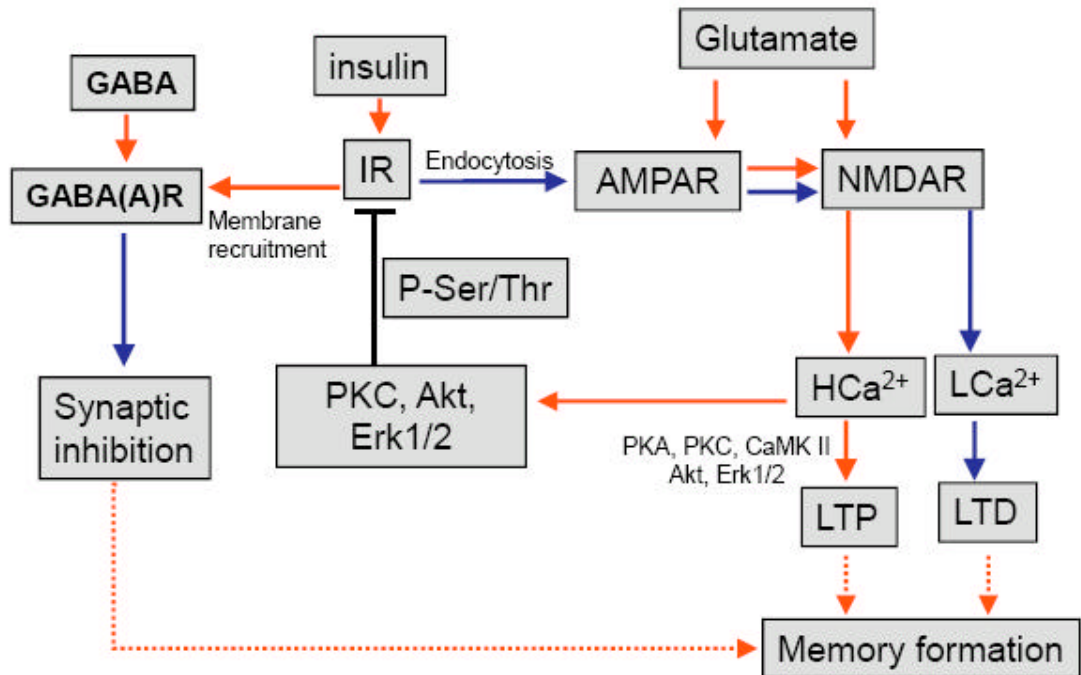 Glutamate
insulin
GABA
IR
Endocytosis
AMPAR
NMDAR
GABA(A)R
Membrane
recruitment
P-Ser/Thr
HCa²⁺
LCa²⁺
Synaptic
inhibition
PKC, Akt,
Erk1/2
PKA, PKC, CaMK II
Akt, Erk1/2
LTP
LTD
Memory formation